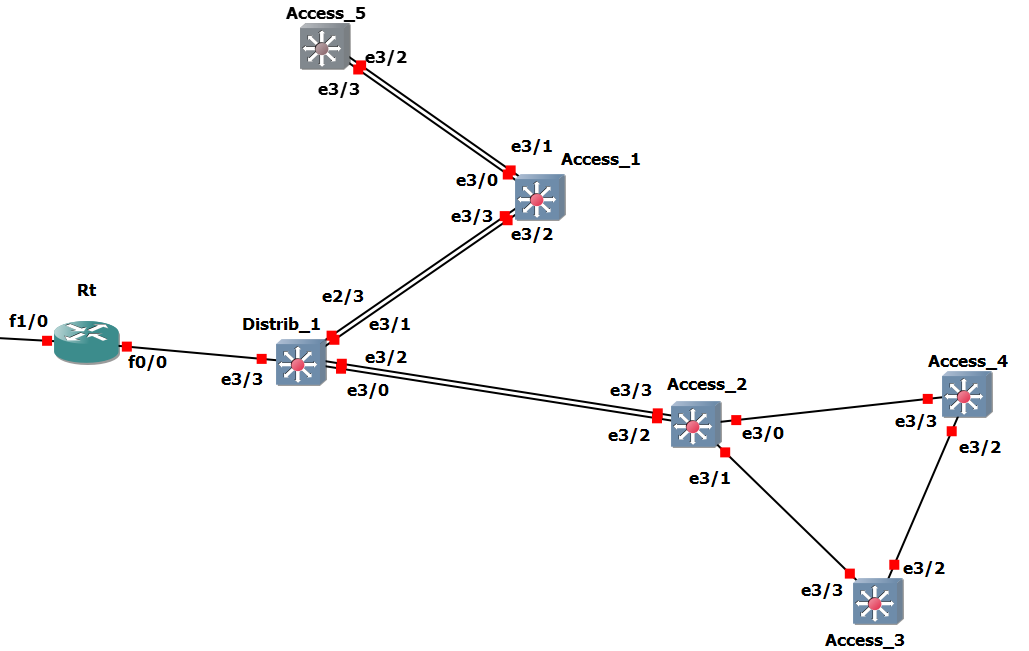 Access_5
e3/2
e3/3
e3/1
Access_1
e3/0
e3/3
e3/2
Rt
e2/3
f1/0
Distrib_1
e3/1
f0/0
e3/2
e3/3
e3/0
Access_4
Access_2
e3/3
e3/2
e3/0
e3/3
e3/2
e3/1
e3/2
e3/3
Access_3